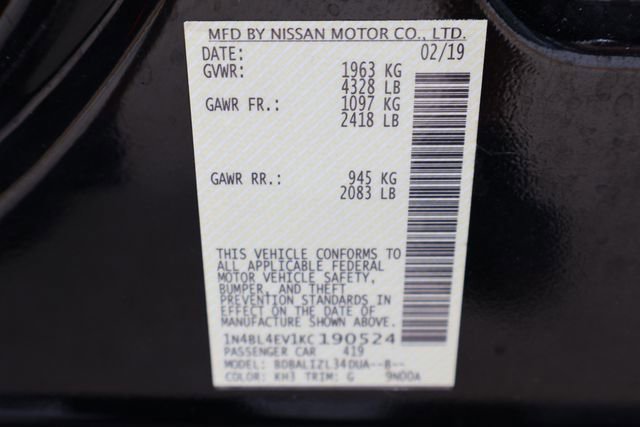 MFD BY NISSAN MOTOR CO., LTD.
DATE: 02/19
GVWR: 1963 KG
4328 LB
GAWR FR.: 1097 KG
2418 LB
GAWR RR.: 945 KG
2083 LB
THIS VEHICLE CONFORMS TO
ALL APPLICABLE FEDERAL
MOTOR VEHICLE SAFETY,
BUMPER, AND THEFT
PREVENTION STANDARDS IN
EFFECT ON THE DATE OF
MANUFACTURE SHOWN ABOVE.
1N4BL4EV1KC190524
PASSENGER CAR 419
MODEL: BDBALIZL34DUA--B--
COLOR: KH3 TRIM: G 9N00A